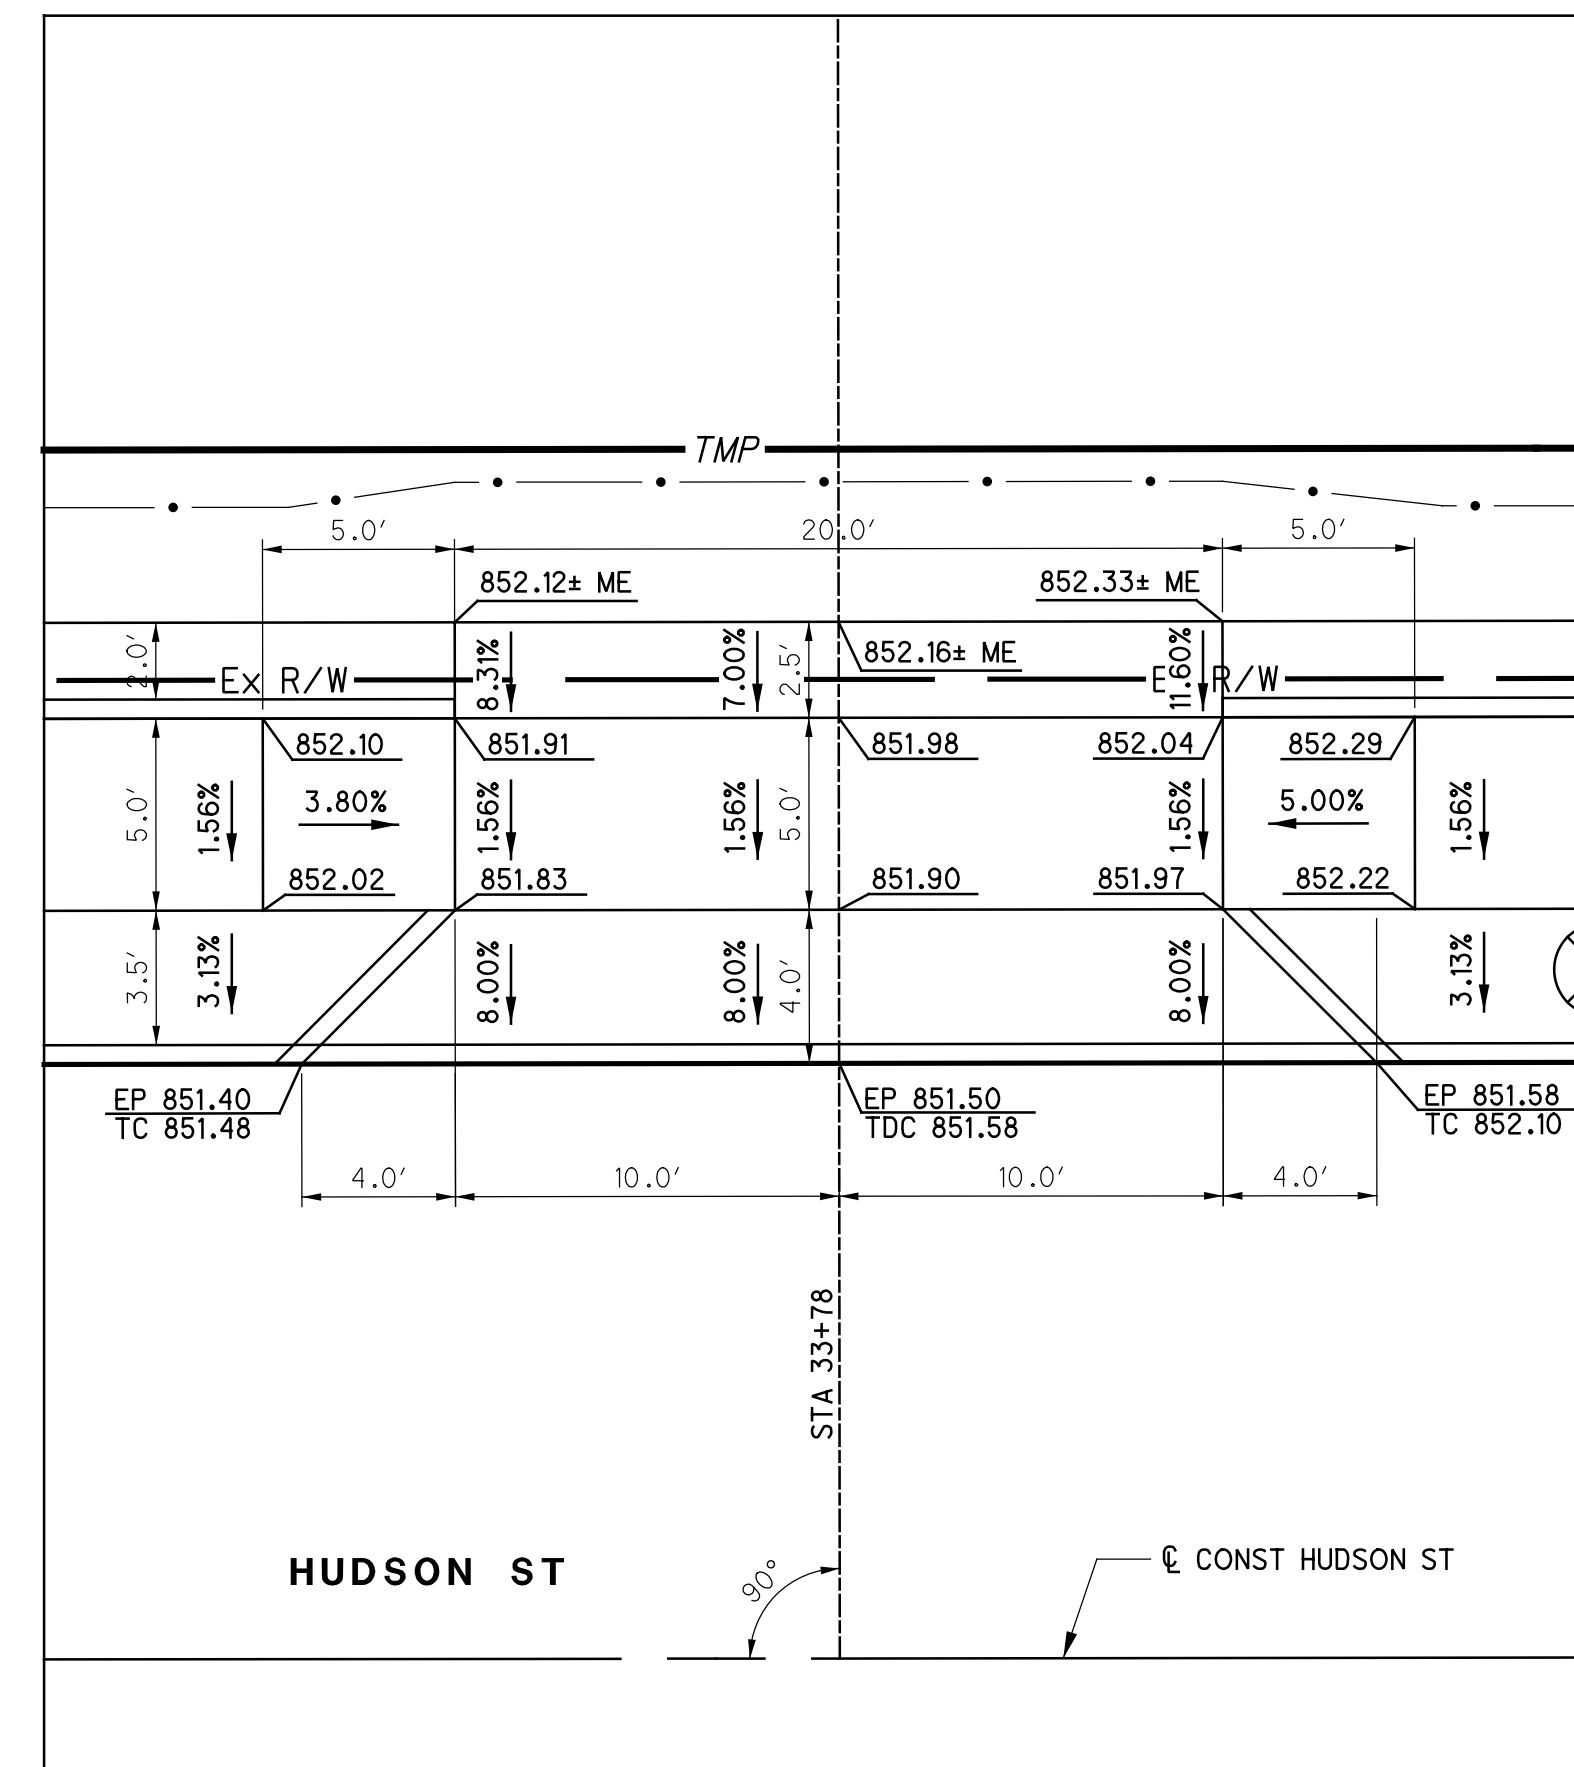 TMP
5.0′
20.0′
5.0′
852.12± ME
852.33± ME
2.0′
8.31%
7.00%
2.5′
852.16± ME
11.60%
Ex R/W
E R/W
852.10
851.91
851.98
852.04
852.29
5.0′
1.56%
3.80%
1.56%
1.56%
5.0′
1.56%
5.00%
1.56%
852.02
851.83
851.90
851.97
852.22
3.5′
3.13%
8.00%
8.00%
4.0′
8.00%
3.13%
EP 851.40
TC 851.48
EP 851.50
TDC 851.58
EP 851.58
TC 852.10
4.0′
10.0′
10.0′
4.0′
STA 33+78
HUDSON ST
90°
℄ CONST HUDSON ST